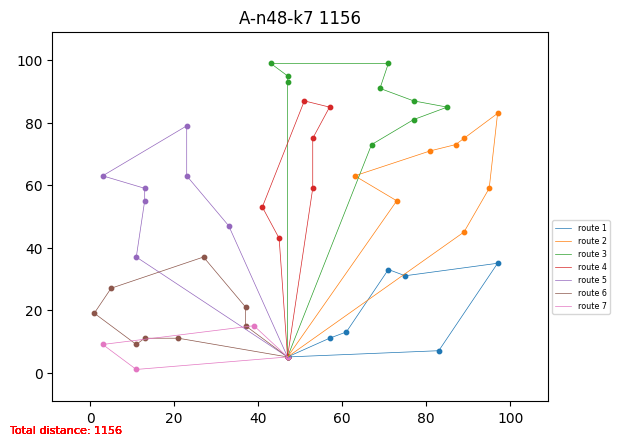 A-n48-k7 1156
100
80
60
40
20
0
0 20 40 60 80 100
route 1
route 2
route 3
route 4
route 5
route 6
route 7
Total distance: 1156